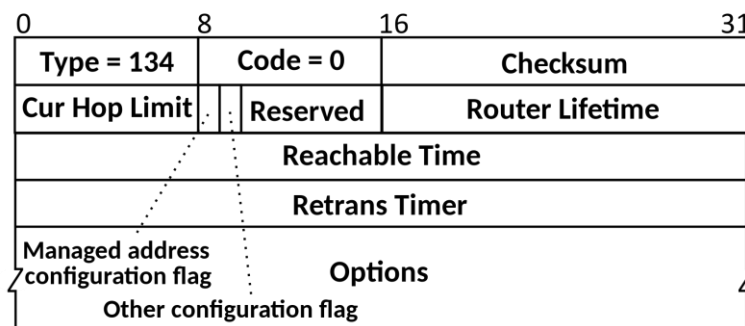 0 8 16 31
Type = 134 Code = 0 Checksum
Cur Hop Limit Reserved Router Lifetime
Reachable Time
Retrans Timer
Managed address
configuration flag
Options
Other configuration flag